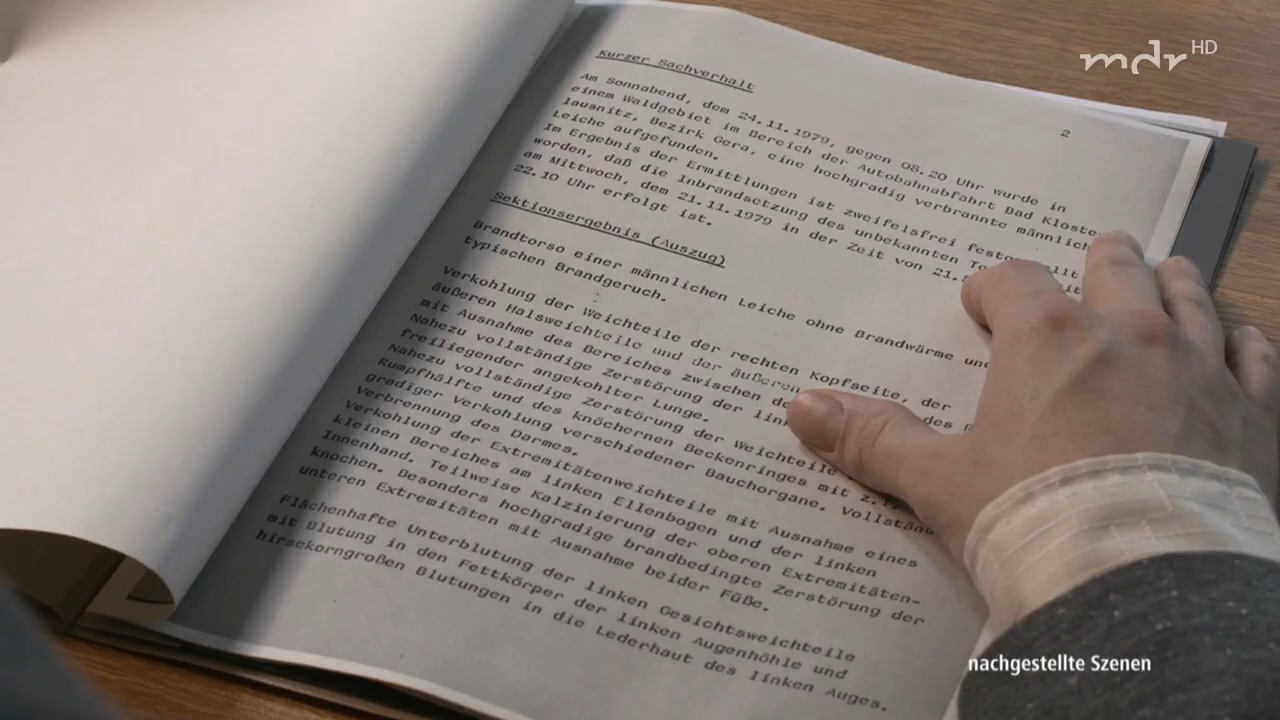 mdr HD
2
Kurzer Sachverhalt
Am Sonnabend, dem 24.11.1979, gegen 08.20 Uhr wurde in
einem Waldgebiet im Bereich der Autobahnabfahrt Bad Kloster
lausnitz, Bezirk Gera, eine hochgradig verbrannte männlich
Leiche aufgefunden.
Im Ergebnis der Ermittlungen ist zweifelsfrei festgestellt
worden, daß die Inbrandsetzung des unbekannten
am Mittwoch, dem 21.11.1979 in der Zeit von 21.
22.10 Uhr erfolgt ist.
Sektionsergebnis (Auszug)
Brandtorso einer männlichen Leiche ohne Brandwärme und
typischen Brandgeruch.
Verkohlung der Weichteile der rechten Kopfseite, der
äußeren Halsweichteile und der äußeren
mit Ausnahme des Bereiches zwischen des
Nahezu vollständige Zerstörung der
freiliegender angekohlter Lunge.
Nahezu vollständige Zerstörung der Weichteile
Rumpfhälfte und des knöchernen Beckenringes mit z.T.
gradiger Verkohlung verschiedener Bauchorgane. Vollständ
Verbrennung des Darmes.
Verkohlung der Extremitätenweichteile mit Ausnahme eines
kleinen Bereiches am linken Ellenbogen und der linken
Innenhand. Teilweise Kalzinierung der oberen Extremitäten-
knochen. Besonders hochgradige brandbedingte Zerstörung der
unteren Extremitäten mit Ausnahme beider Füße.
Flächenhafte Unterblutung der linken Gesichtsweichteile
mit Blutung in den Fettkörper der linken Augenhöhle und
hirsekorngroßen Blutungen in die Lederhaut des linken Auges.
nachgestellte Szenen